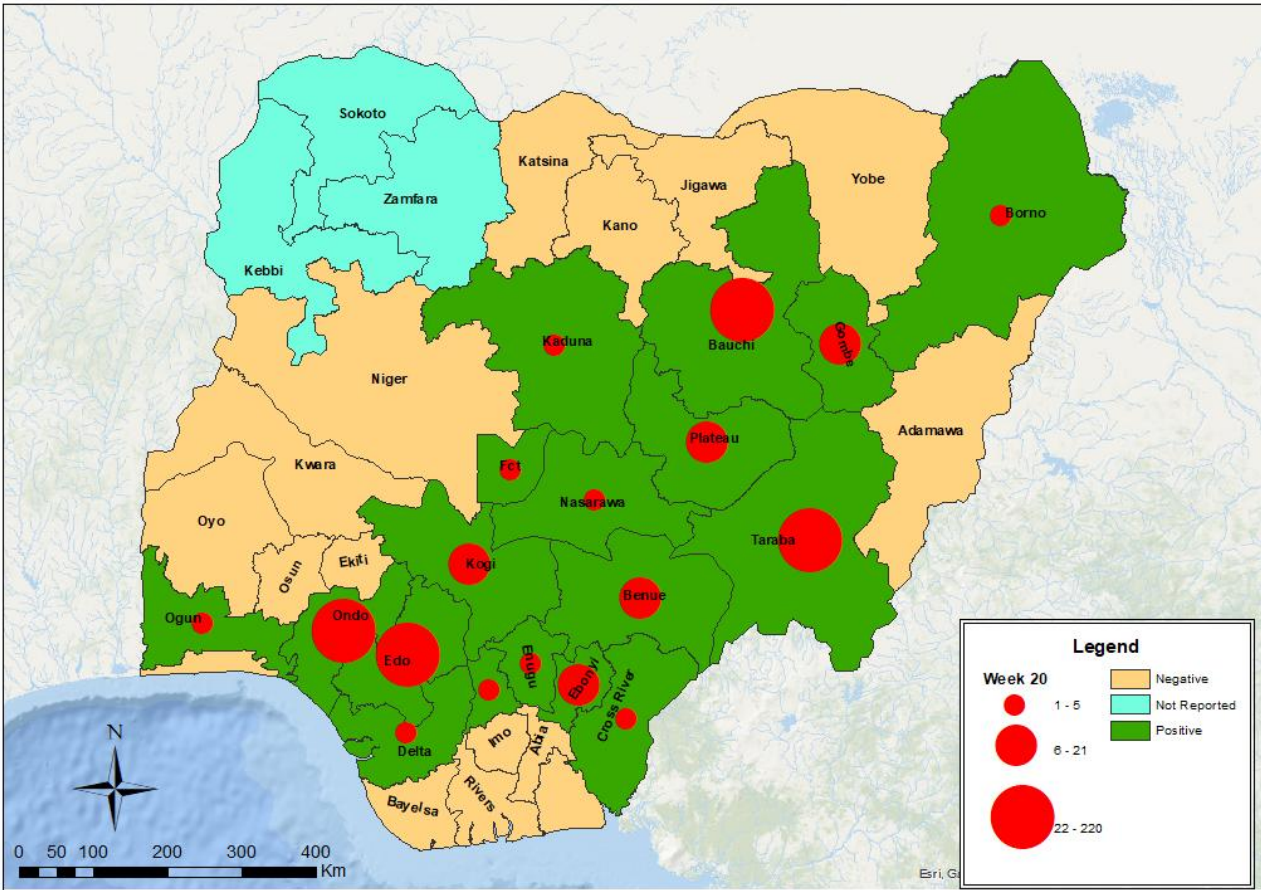 Sokoto
Katsina
Jigawa
Yobe
Zamfara
Kano
Borno
Kebbi
Kaduna
Bauchi
Gombe
Niger
Adamawa
Plateau
Kwara
Fct
Nasarawa
Oyo
Taraba
Osun
Ekiti
Kogi
Benue
Ogun
Ondo
Edo
Enugu
Ebonyi
Cross River
Delta
Imo
Abia
Bayelsa
Rivers
N
0 50 100 200 300 400
Km
Esri,
Legend
Week 20
1 - 5
6 - 21
22 - 220
Negative
Not Reported
Positive